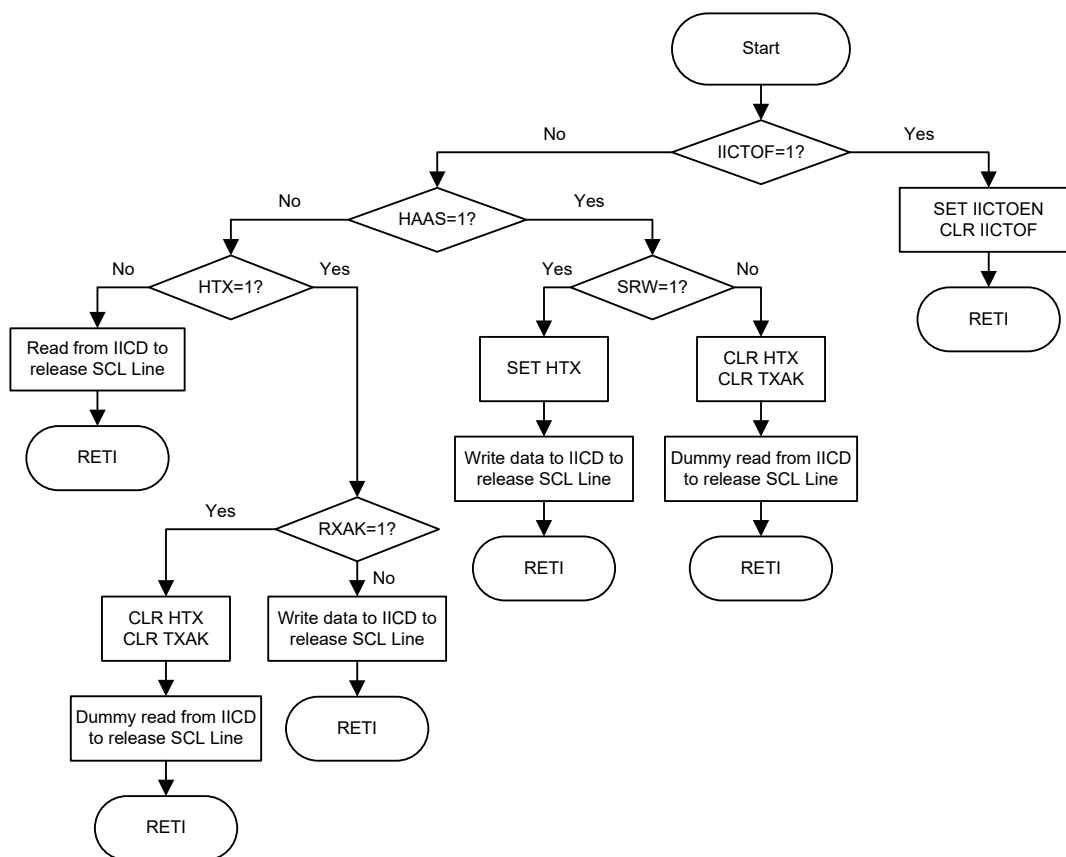 Start
No
Yes
IICTOF=1?
No
Yes
HAAS=1?
SET IICTOEN
CLR IICTOF
No
Yes
HTX=1?
Yes
No
SRW=1?
RETI
Read from IICD to
release SCL Line
SET HTX
CLR HTX
CLR TXAK
RETI
Write data to IICD to
release SCL Line
Dummy read from IICD
to release SCL Line
Yes
RXAK=1?
RETI
RETI
No
CLR HTX
CLR TXAK
Write data to IICD to
release SCL Line
Dummy read from IICD
to release SCL Line
RETI
RETI